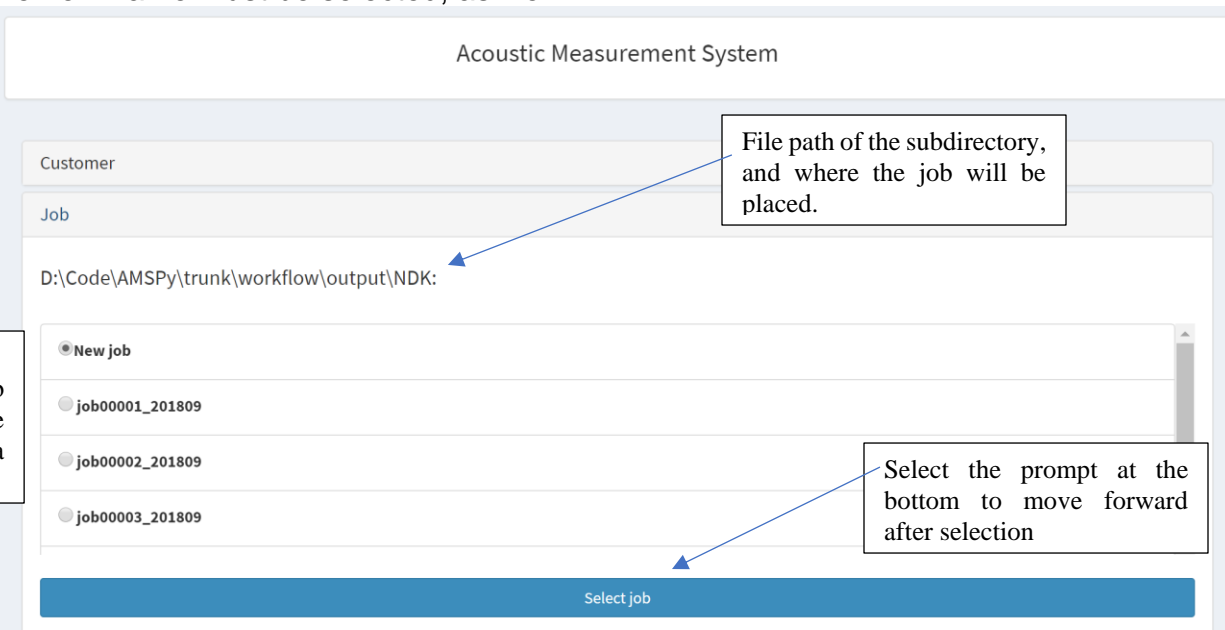 Acoustic Measurement System
File path of the subdirectory,
and where the job will be
placed.
Customer
Job
D:\Code\AMSPy\trunk\workflow\output\NDK:
New job
job00001_201809
job00002_201809
job00003_201809
Select the prompt at the
bottom to move forward
after selection
Select job